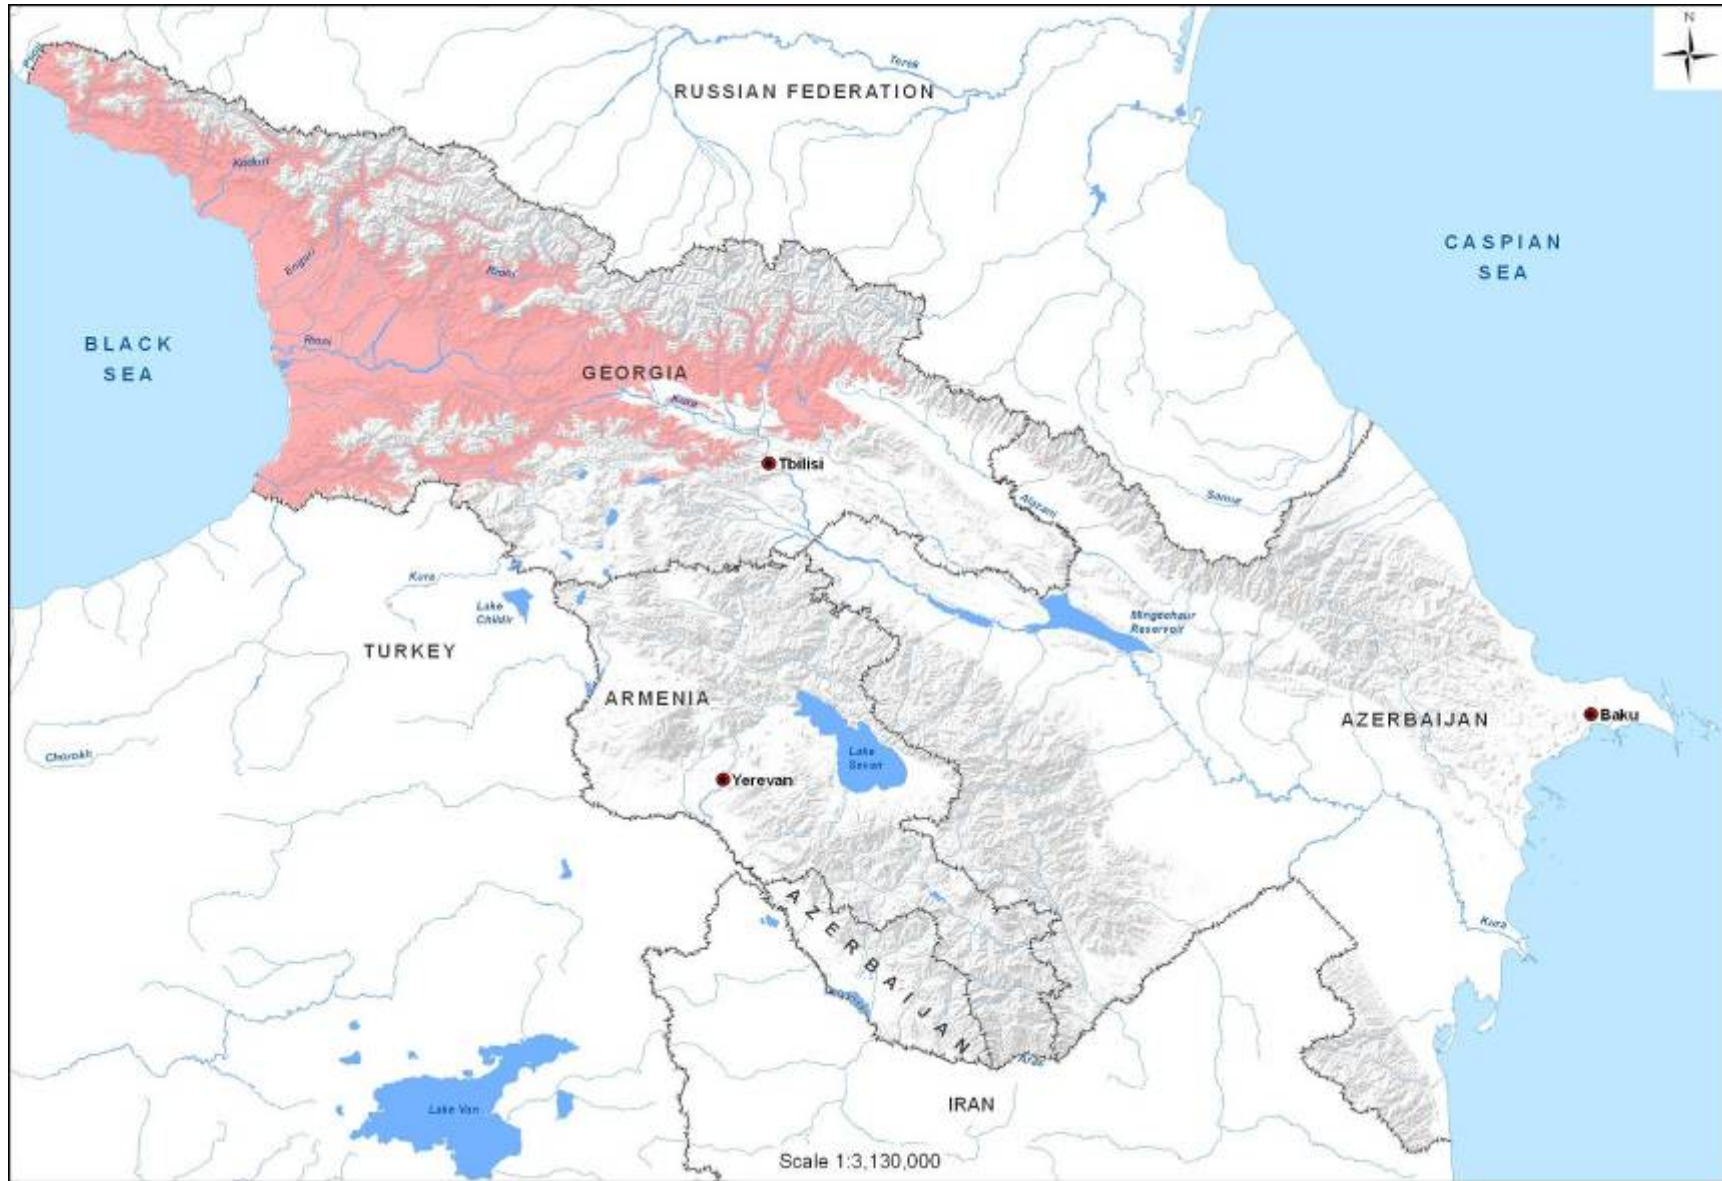 N
Terek
RUSSIAN FEDERATION
Kodori
CASPIAN
SEA
Enguri
Rioni
BLACK
SEA
Rioni
GEORGIA
Kura
Tbilisi
Alazani
Samur
Kura
Lake
Childir
Mingechaur
Reservoir
TURKEY
ARMENIA
AZERBAIJAN
Baku
Chorokh
Lake
Sevan
Yerevan
AZERBAIJAN
Kura
Arax
Lake Van
IRAN
Scale 1:3,130,000